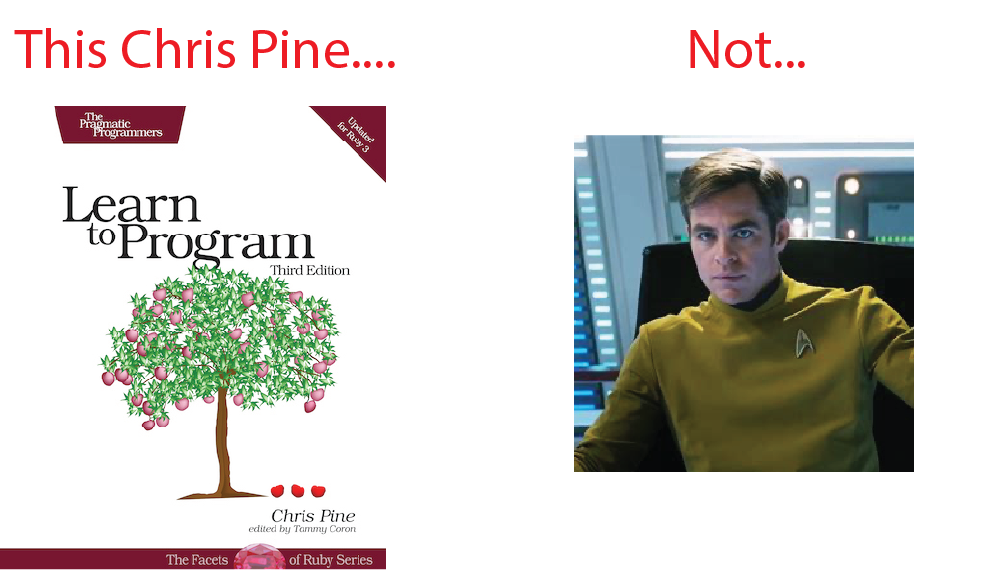 This Chris Pine....
Not...
The
Pragmatic
Programmers
Updated
for Ruby 3
Learn
to Program
Third Edition
Chris Pine
edited by Tammy Coron
The Facets of Ruby Series